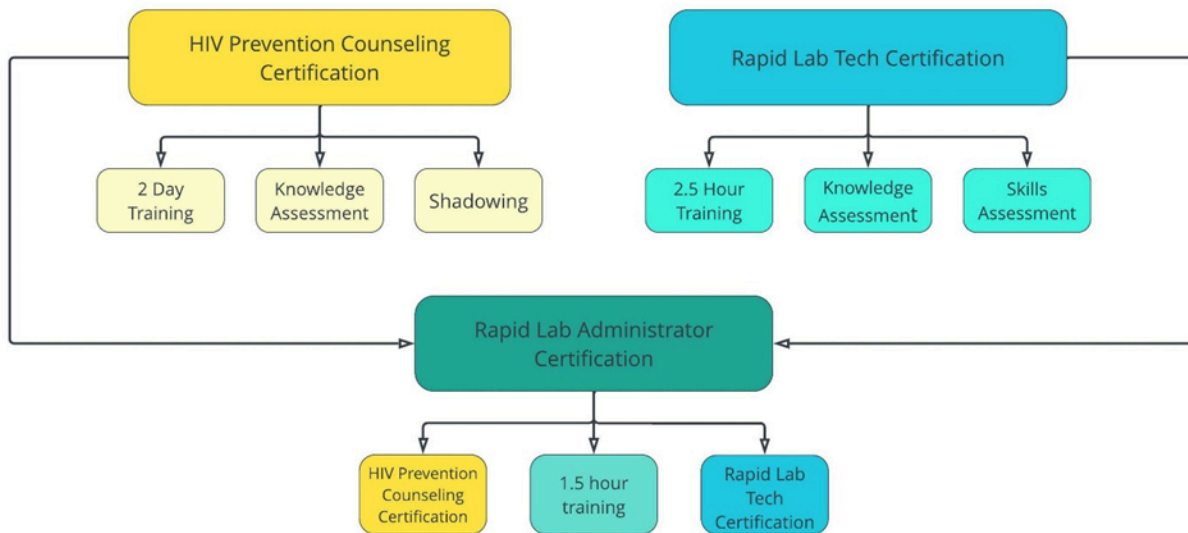 HIV Prevention Counseling
Certification
Rapid Lab Tech Certification
2 Day
Training
Knowledge
Assessment
Shadowing
2.5 Hour
Training
Knowledge
Assessment
Skills
Assessment
Rapid Lab Administrator
Certification
HIV Prevention
Counseling
Certification
1.5 hour
training
Rapid Lab
Tech
Certification